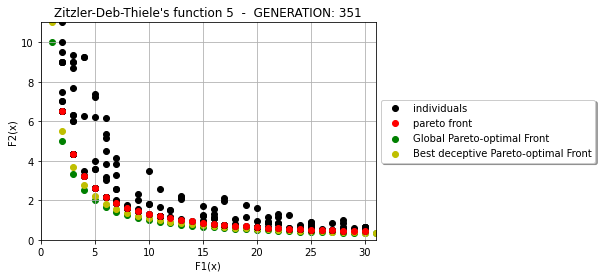 Zitzler-Deb-Thiele's function 5  -  GENERATION: 351
10
8
6
4
2
0
F2(x)
0 5 10 15 20 25 30
F1(x)
individuals
pareto front
Global Pareto-optimal Front
Best deceptive Pareto-optimal Front